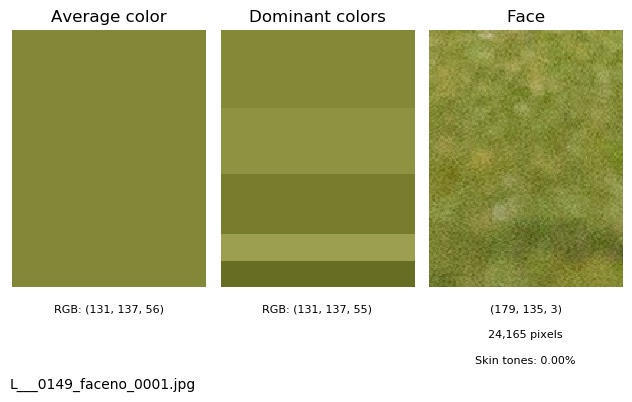 Average color
Dominant colors
Face
RGB: (131, 137, 56)
RGB: (131, 137, 55)
(179, 135, 3)
24,165 pixels
Skin tones: 0.00%
L___0149_faceno_0001.jpg